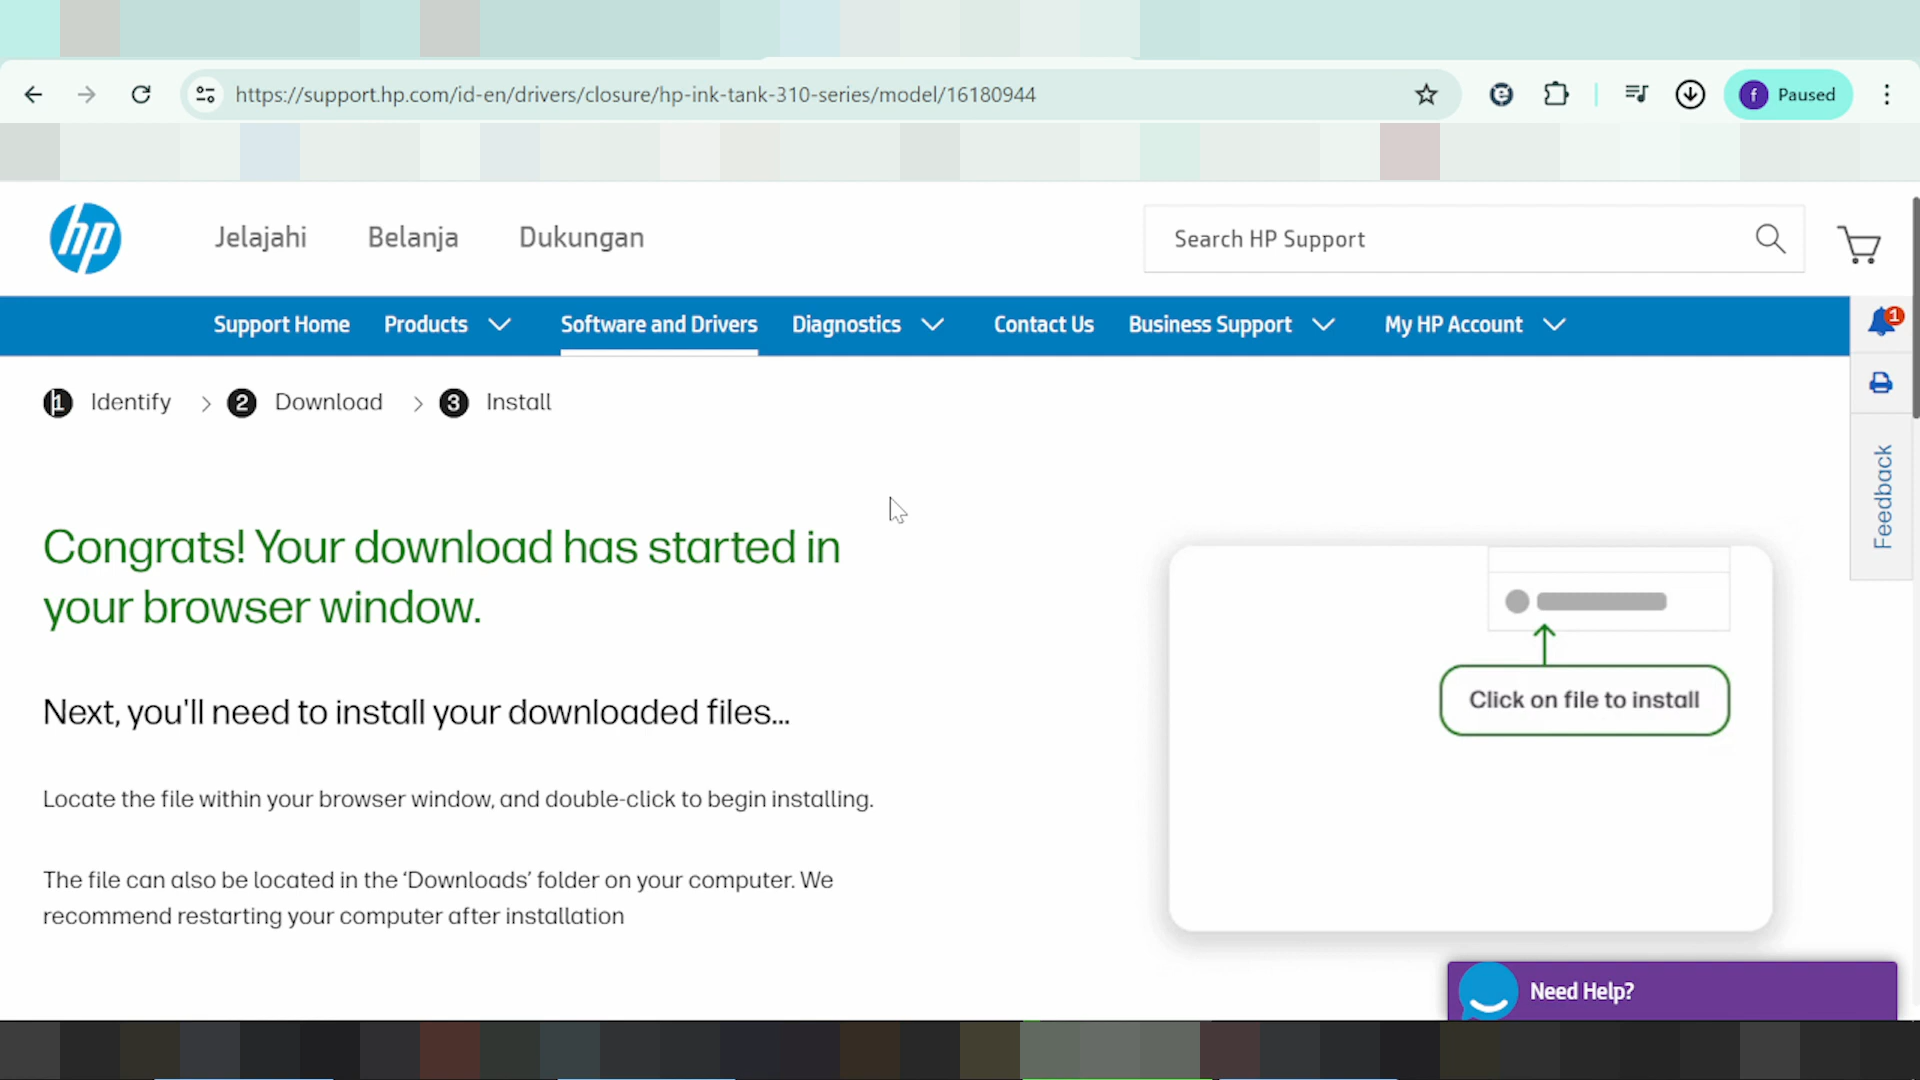 https://support.hp.com/id-en/drivers/closure/hp-ink-tank-310-series/model/16180944
f Paused
hp Jelajahi Belanja Dukungan Search HP Support
Support Home Products Software and Drivers Diagnostics Contact Us Business Support My HP Account 1
1 Identify 2 Download 3 Install
Feedback
Congrats! Your download has started in
your browser window.
Click on file to install
Next, you'll need to install your downloaded files...
Locate the file within your browser window, and double-click to begin installing.
The file can also be located in the ‘Downloads’ folder on your computer. We
recommend restarting your computer after installation
Need Help?